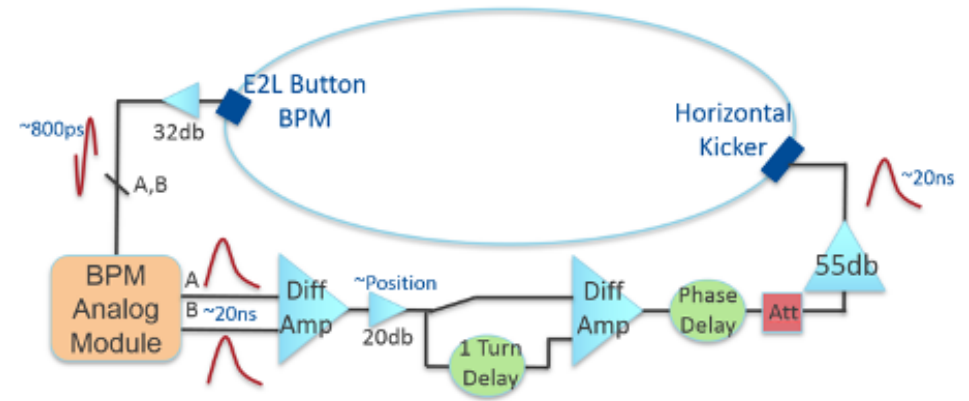 E2L Button
BPM
32db
~800ps
A,B
Horizontal
Kicker
~20ns
55db
BPM
Analog
Module
A
B
~20ns
Diff
Amp
~Position
20db
1 Turn
Delay
Diff
Amp
Phase
Delay
Att